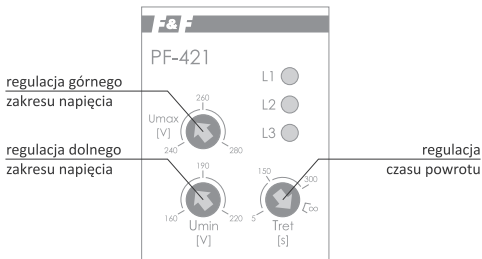 F&F
PF-421
regulacja górnego
zakresu napięcia
L1
L2
L3
260
Umax
[V]
240
280
regulacja dolnego
zakresu napięcia
190
160
220
Umin
[V]
regulacja
czasu powrotu
150
300
5
∞
Tret
[s]